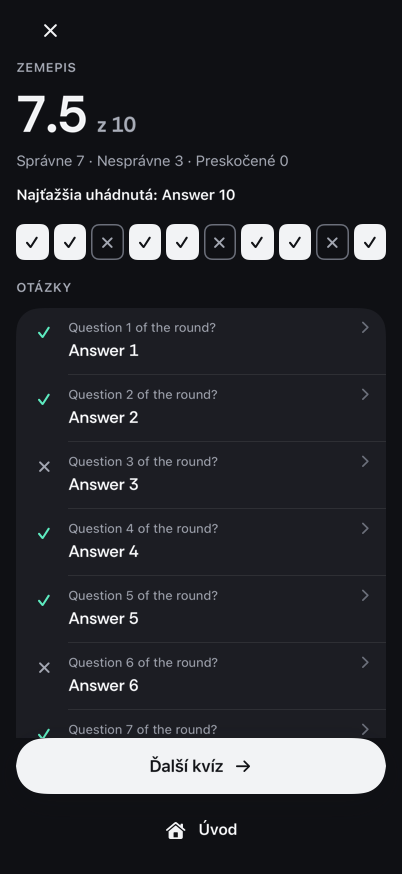 ZEMEPIS
7.5 z 10
Správne 7 · Nesprávne 3 · Preskočené 0
Najťažšia uhádnutá: Answer 10
OTÁZKY
Question 1 of the round?
Answer 1
Question 2 of the round?
Answer 2
Question 3 of the round?
Answer 3
Question 4 of the round?
Answer 4
Question 5 of the round?
Answer 5
Question 6 of the round?
Answer 6
Question 7 of the round?
Ďalší kvíz
Úvod